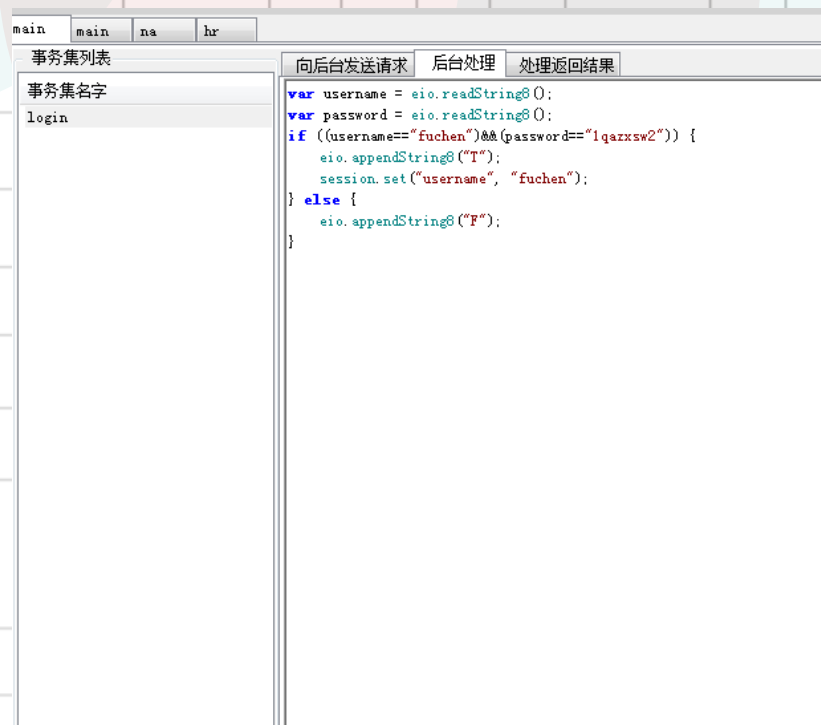 main main na hr
事务集列表
向后台发送请求 后台处理 处理返回结果
事务集名字
login
var username = eio.readString8();
var password = eio.readString8();
if ((username=="fuchen")&&(password=="1qazxsw2")) {
    eio.appendString8("T");
    session.set("username", "fuchen");
} else {
    eio.appendString8("F");
}